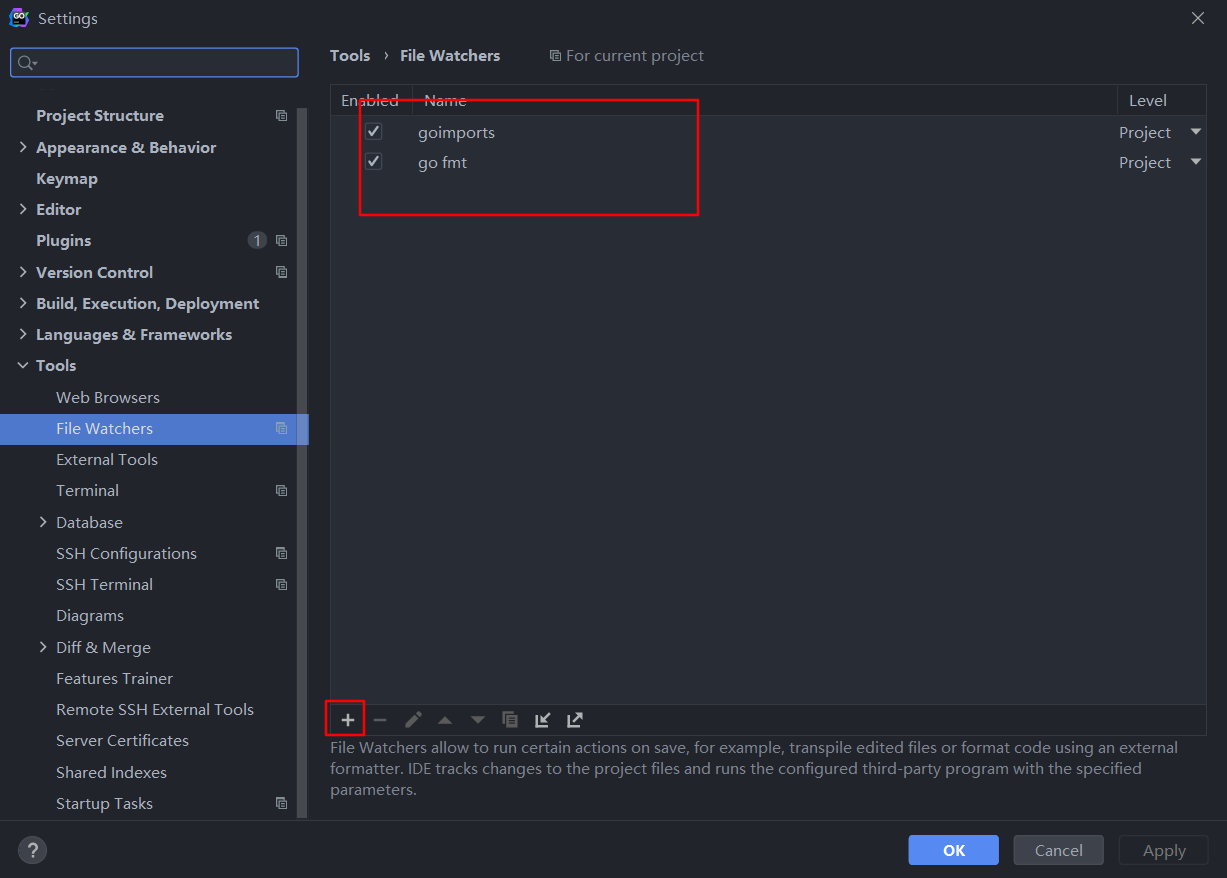 GO Settings
Tools › File Watchers For current project
Project Structure
Appearance & Behavior
Keymap
Editor
Plugins 1
Version Control
Build, Execution, Deployment
Languages & Frameworks
Tools
Web Browsers
File Watchers
External Tools
Terminal
Database
SSH Configurations
SSH Terminal
Diagrams
Diff & Merge
Features Trainer
Remote SSH External Tools
Server Certificates
Shared Indexes
Startup Tasks
Enabled Name Level
goimports Project
go fmt Project
File Watchers allow to run certain actions on save, for example, transpile edited files or format code using an external
formatter. IDE tracks changes to the project files and runs the configured third-party program with the specified
parameters.
? OK Cancel Apply